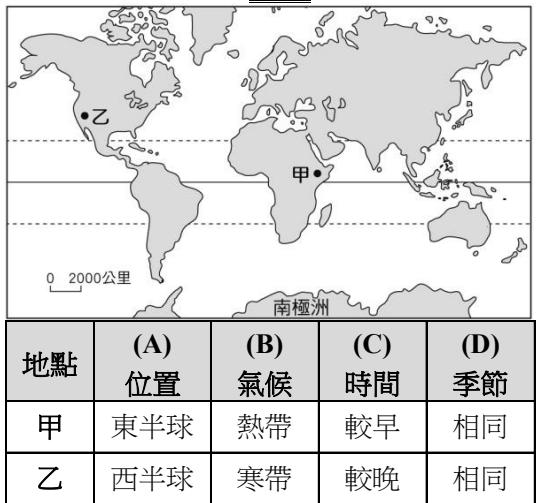 乙
甲
0 2000公里
南極洲
地點 (A) 位置 (B) 氣候 (C) 時間 (D) 季節
甲 東半球 熱帶 較早 相同
乙 西半球 寒帶 較晚 相同